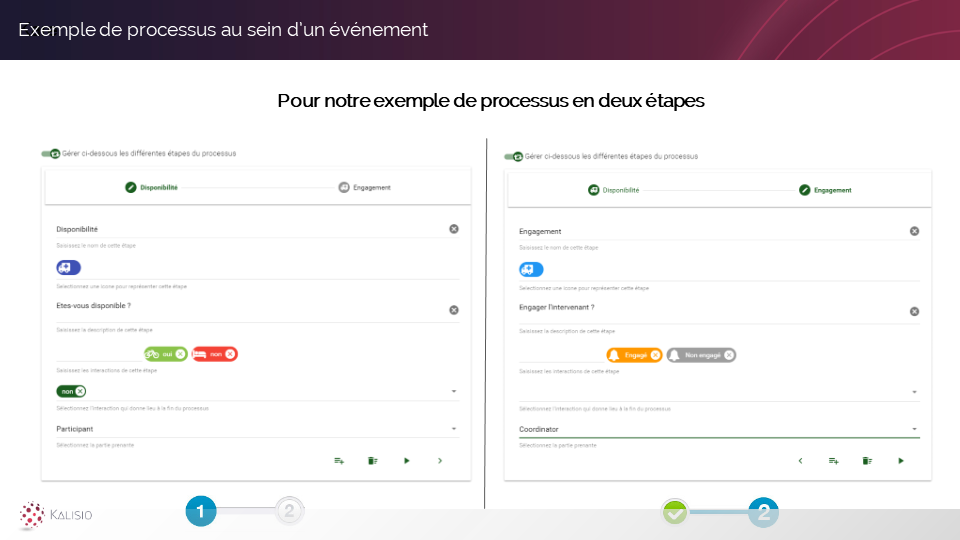 Exemple de processus au sein d'un événement
Pour notre exemple de processus en deux étapes
Gérer ci-dessous les différentes étapes du processus
Disponibilité
Engagement
Disponibilité
Saisissez le nom de cette étape
Sélectionnez une icone pour représenter cette étape
Etes-vous disponible ?
Saisissez la description de cette étape
oui
non
Saisissez les interactions de cette étape
non
Sélectionnez l'interaction qui donne lieu à la fin du processus
Participant
Sélectionnez la partie prenante
Gérer ci-dessous les différentes étapes du processus
Disponibilité
Engagement
Engagement
Saisissez le nom de cette étape
Sélectionnez une icone pour représenter cette étape
Engager l'intervenant ?
Saisissez la description de cette étape
Engagé
Non engagé
Saisissez les interactions de cette étape
Sélectionnez l'interaction qui donne lieu à la fin du processus
Coordinator
Sélectionnez la partie prenante
KALISIO
1
2
2